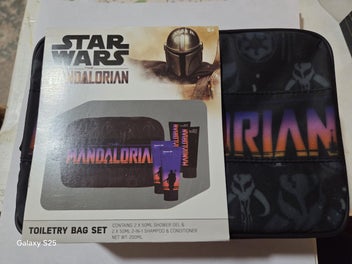 STAR
WARS
THE
MANDALORIAN
MANDALORIAN
RIAN
TOILETRY BAG SET
CONTAINS 2 X 50ML SHOWER GEL &
2 X 50ML 2-IN-1 SHAMPOO & CONDITIONER
NET WT. 200ML
Galaxy S25